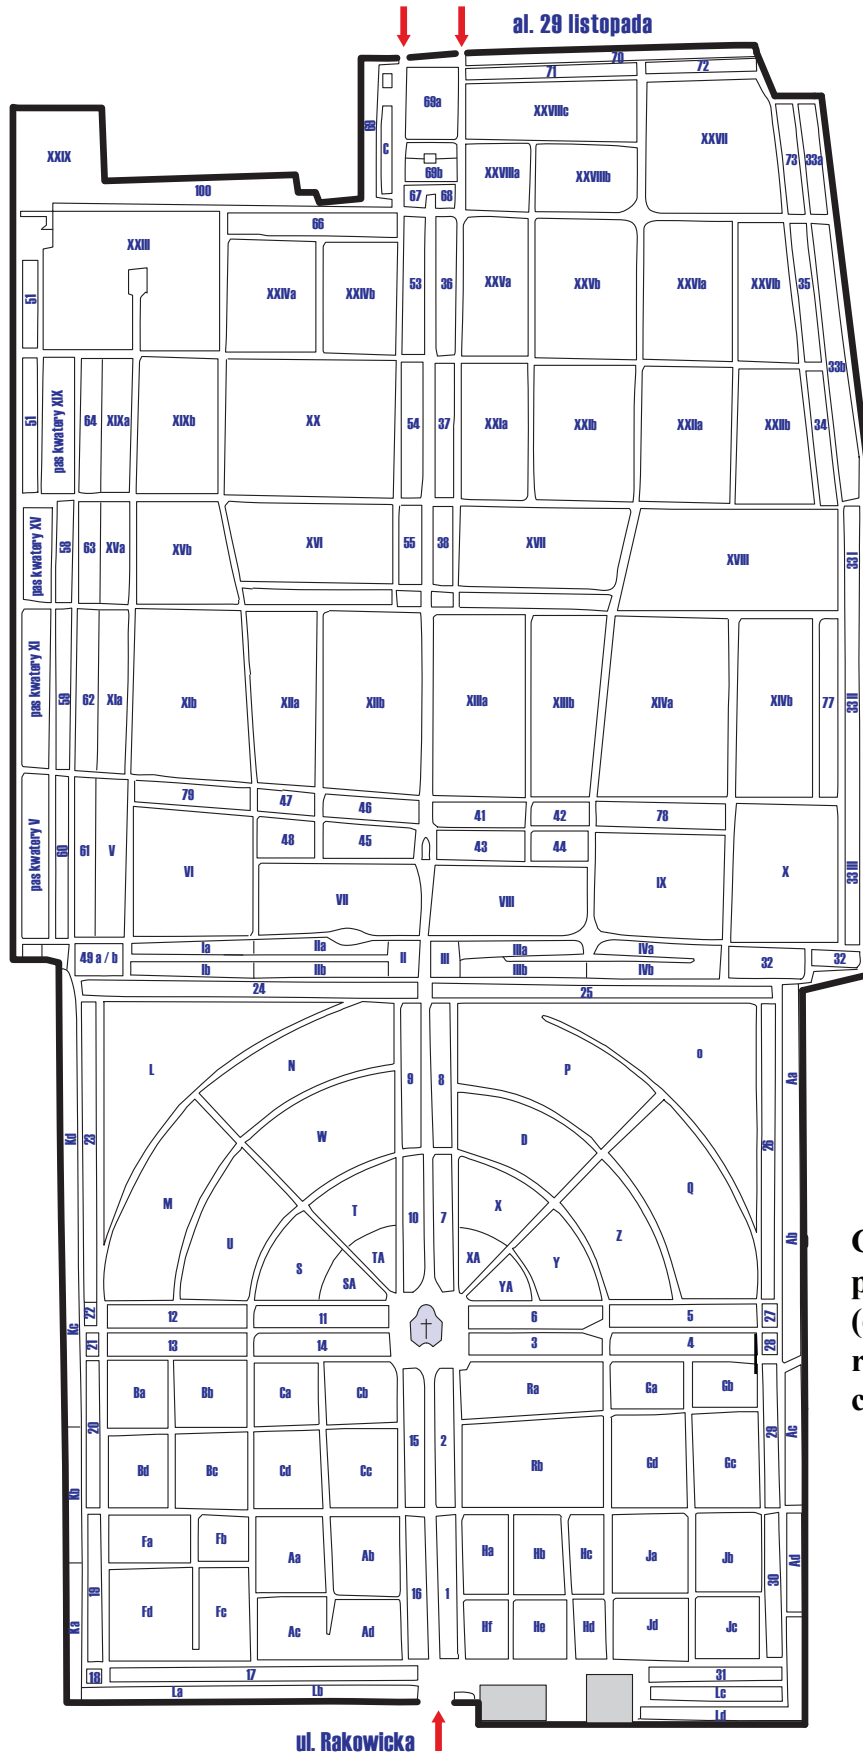 al. 29 listopada
70
71 72
69a XXVIIIc XXVII
69 C 73 33a
XXIX
69b XXVIIIa XXVIIIb
100 67 68
66
XXIII
51 XXIVa XXIVb 53 36 XXVa XXVb XXVIa XXVIb 35
33b
51 pas kwatery XIX 64 XIXa XIXb XX 54 37 XXIa XXIb XXIIa XXIIb 34
pas kwatery XV 58 63 XVa XVb XVI 55 38 XVII XVIII 33 I
pas kwatery XI 59 62 XIa XIb XIIa XIIb XIIIa XIIIb XIVa XIVb 77 33 II
79 47 46 41 42 78
pas kwatery V 60 61 V VI 48 45 43 44 IX X 33 III
VII VIII
49 a / b Ia IIa II III IIIa IVa 32 32
Ib IIb IIIb IVb
24 25
L N 9 8 P o Aa
Kd 23 W D 26
M T 10 7 X Q Ab
U S TA XA Y Z
SA YA
22 12 11 6 5 27
Kc 21 13 14 3 4 28
20 Ba Bb Ca Cb 15 2 Ra Ga Gb 29 Ac
Kb Bd Bc Cd Cc Rb Gd Gc
Fa Fb Aa Ab Ha Hb Hc Ja Jb Ad
Ka 19 Fd Fc Ac Ad 16 1 Hf He Hd Jd Jc 30
18 17 31
La Lb Lc
Ld
ul. Rakowicka